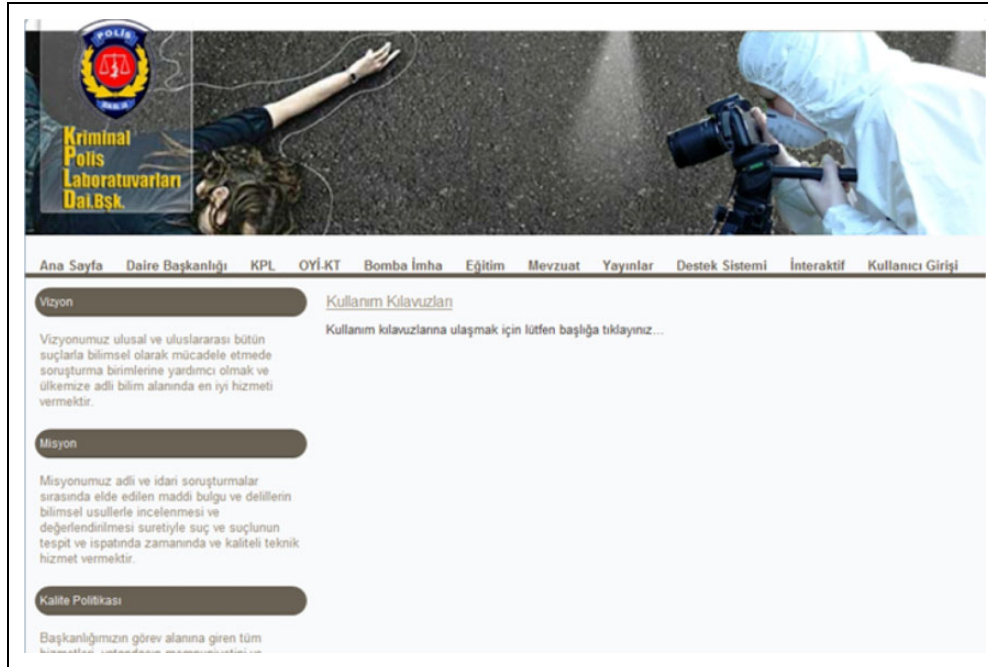 POLİS
Kriminal
Polis
Laboratuvarları
Dai.Bşk.
Ana Sayfa Daire Başkanlığı KPL OYİ-KT Bomba İmha Eğitim Mevzuat Yayınlar Destek Sistemi İnteraktif Kullanıcı Girişi
Vizyon
Vizyonumuz ulusal ve uluslararası bütün
suçlarla bilimsel olarak mücadele etmede
soruşturma birimlerine yardımcı olmak ve
ülkemize adli bilim alanında en iyi hizmeti
vermektir.
Misyon
Misyonumuz adli ve idari soruşturmalar
sırasında elde edilen maddi bulgu ve delillerin
bilimsel usullerle incelenmesi ve
değerlendirilmesi suretiyle suç ve suçlunun
tespit ve ispatında zamanında ve kaliteli teknik
hizmet vermektir.
Kalite Politikası
Başkanlığımızın görev alanına giren tüm
Kullanım Kılavuzları
Kullanım kılavuzlarına ulaşmak için lütfen başlığa tıklayınız...